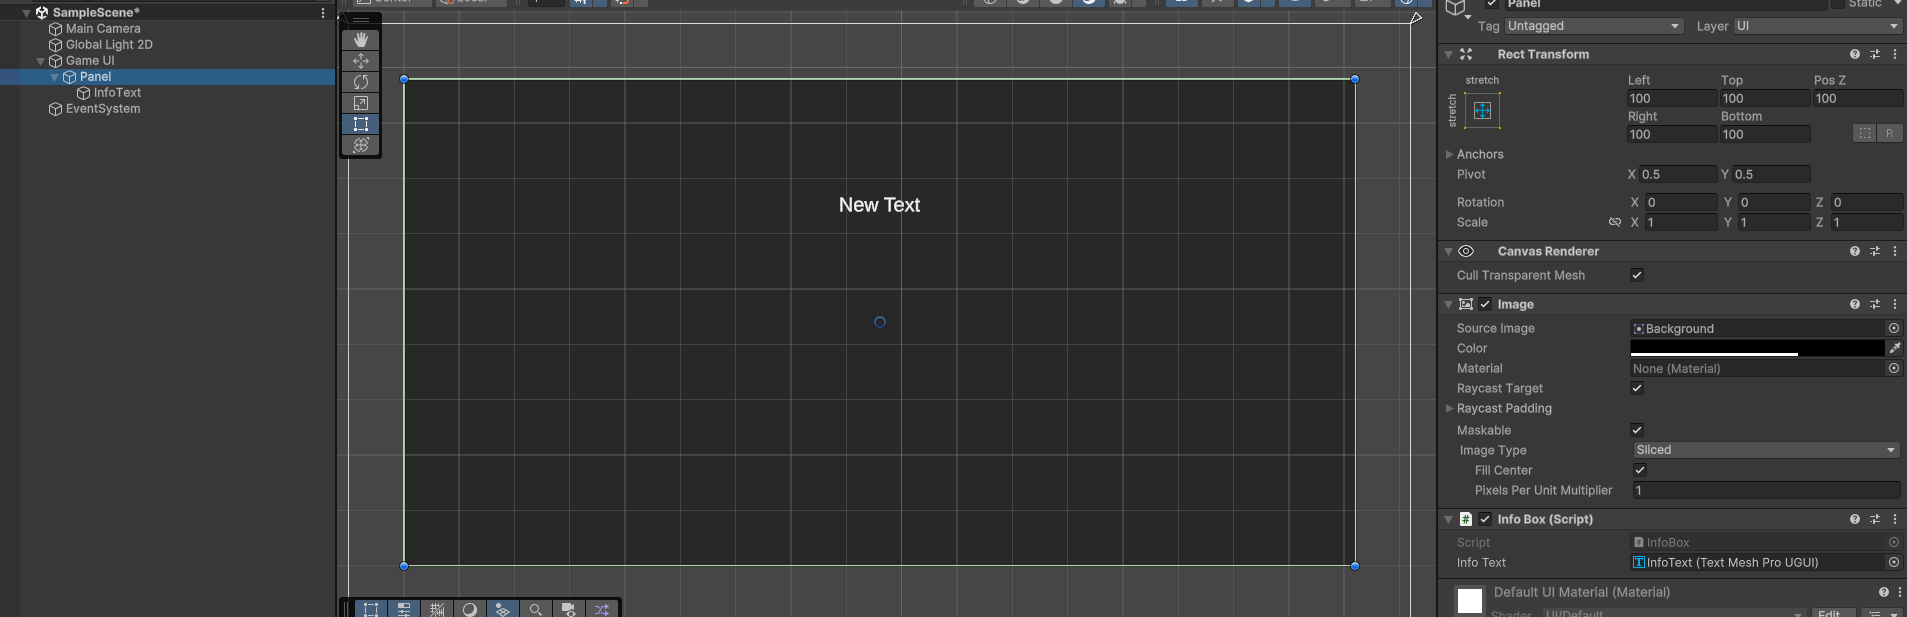 SampleScene*
Main Camera
Global Light 2D
Game UI
Panel
InfoText
EventSystem
Center
Local
New Text
Panel
Static
Tag Untagged Layer UI
Rect Transform
stretch
stretch
Left Top Pos Z
100 100 100
Right Bottom
100 100
R
Anchors
Pivot X 0.5 Y 0.5
Rotation X 0 Y 0 Z 0
Scale X 1 Y 1 Z 1
Canvas Renderer
Cull Transparent Mesh
Image
Source Image Background
Color
Material None (Material)
Raycast Target
Raycast Padding
Maskable
Image Type Sliced
Fill Center
Pixels Per Unit Multiplier 1
# Info Box (Script)
Script InfoBox
Info Text InfoText (Text Mesh Pro UGUI)
Default UI Material (Material)
Shader UI/Default Edit...